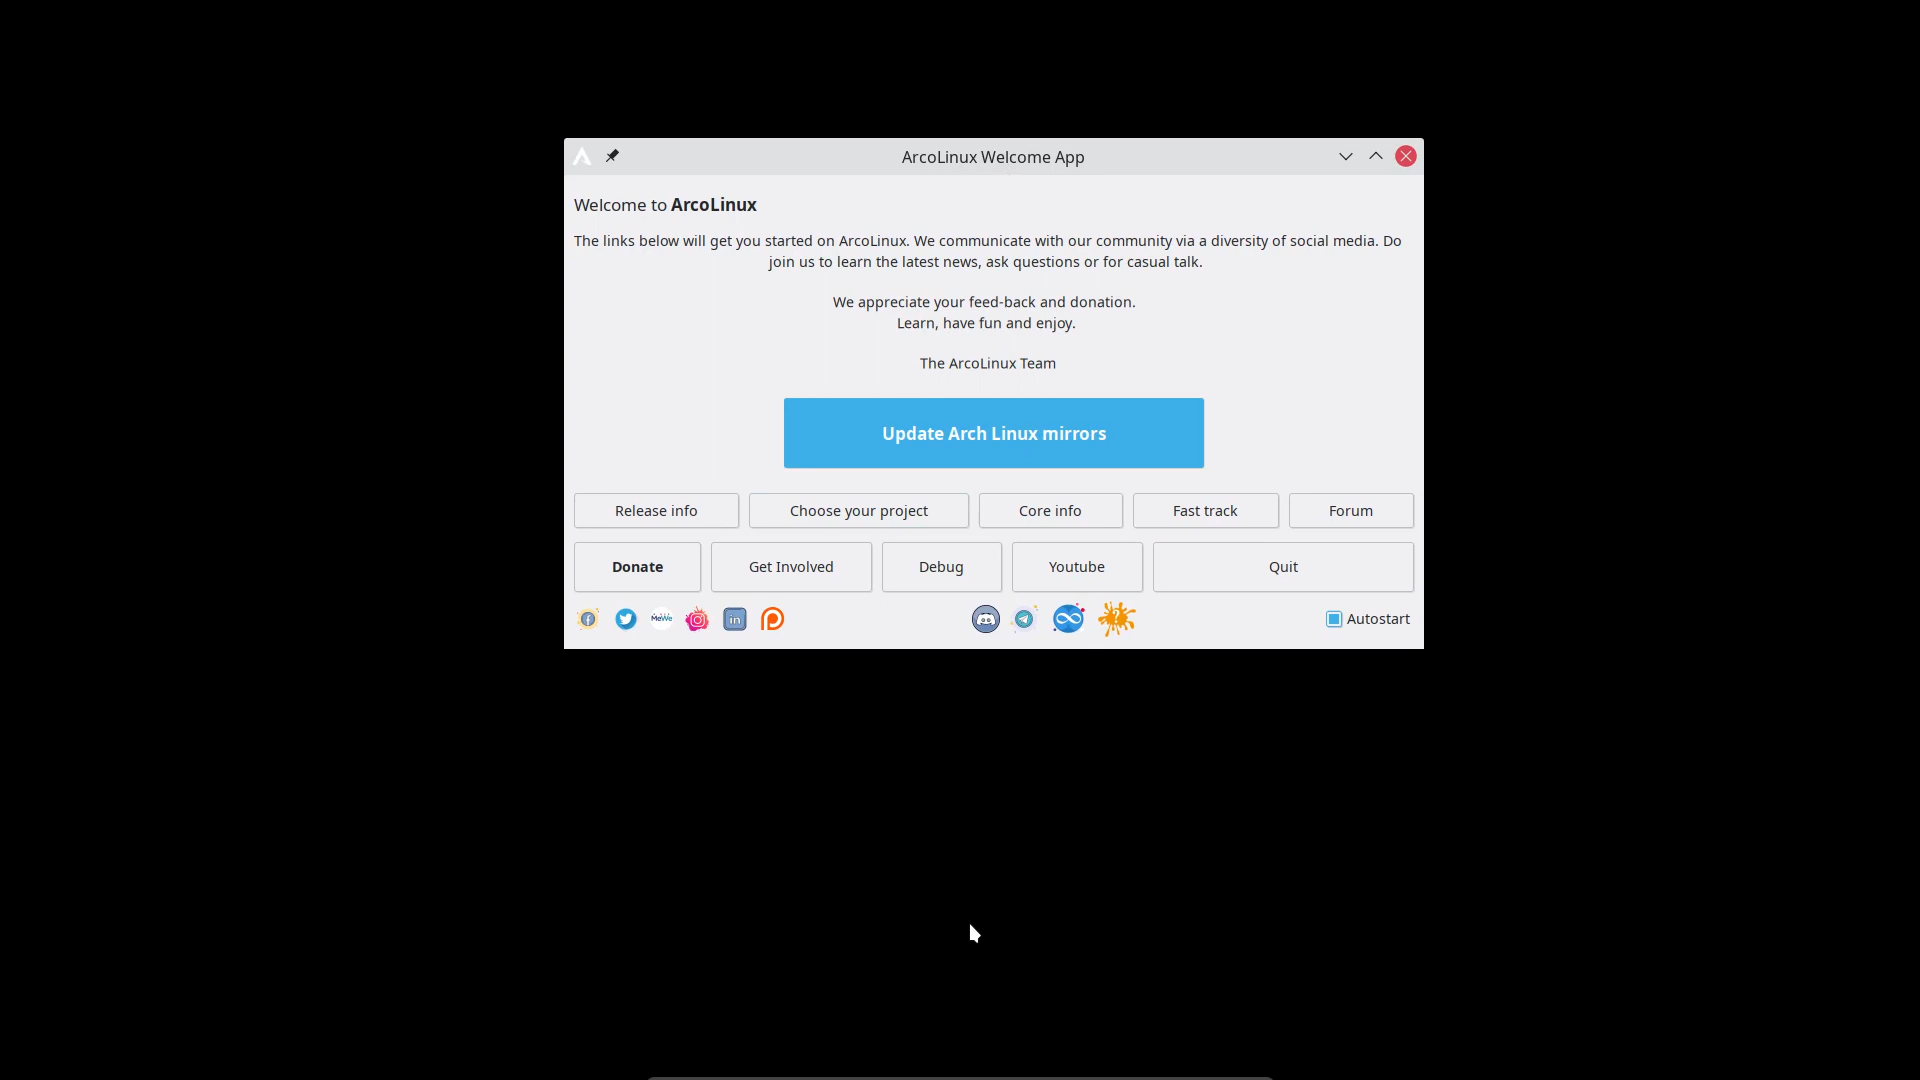 ArcoLinux Welcome App
Welcome to ArcoLinux
The links below will get you started on ArcoLinux. We communicate with our community via a diversity of social media. Do
join us to learn the latest news, ask questions or for casual talk.
We appreciate your feed-back and donation.
Learn, have fun and enjoy.
The ArcoLinux Team
Update Arch Linux mirrors
Release info
Choose your project
Core info
Fast track
Forum
Donate
Get Involved
Debug
Youtube
Quit
MeWe
in
Autostart